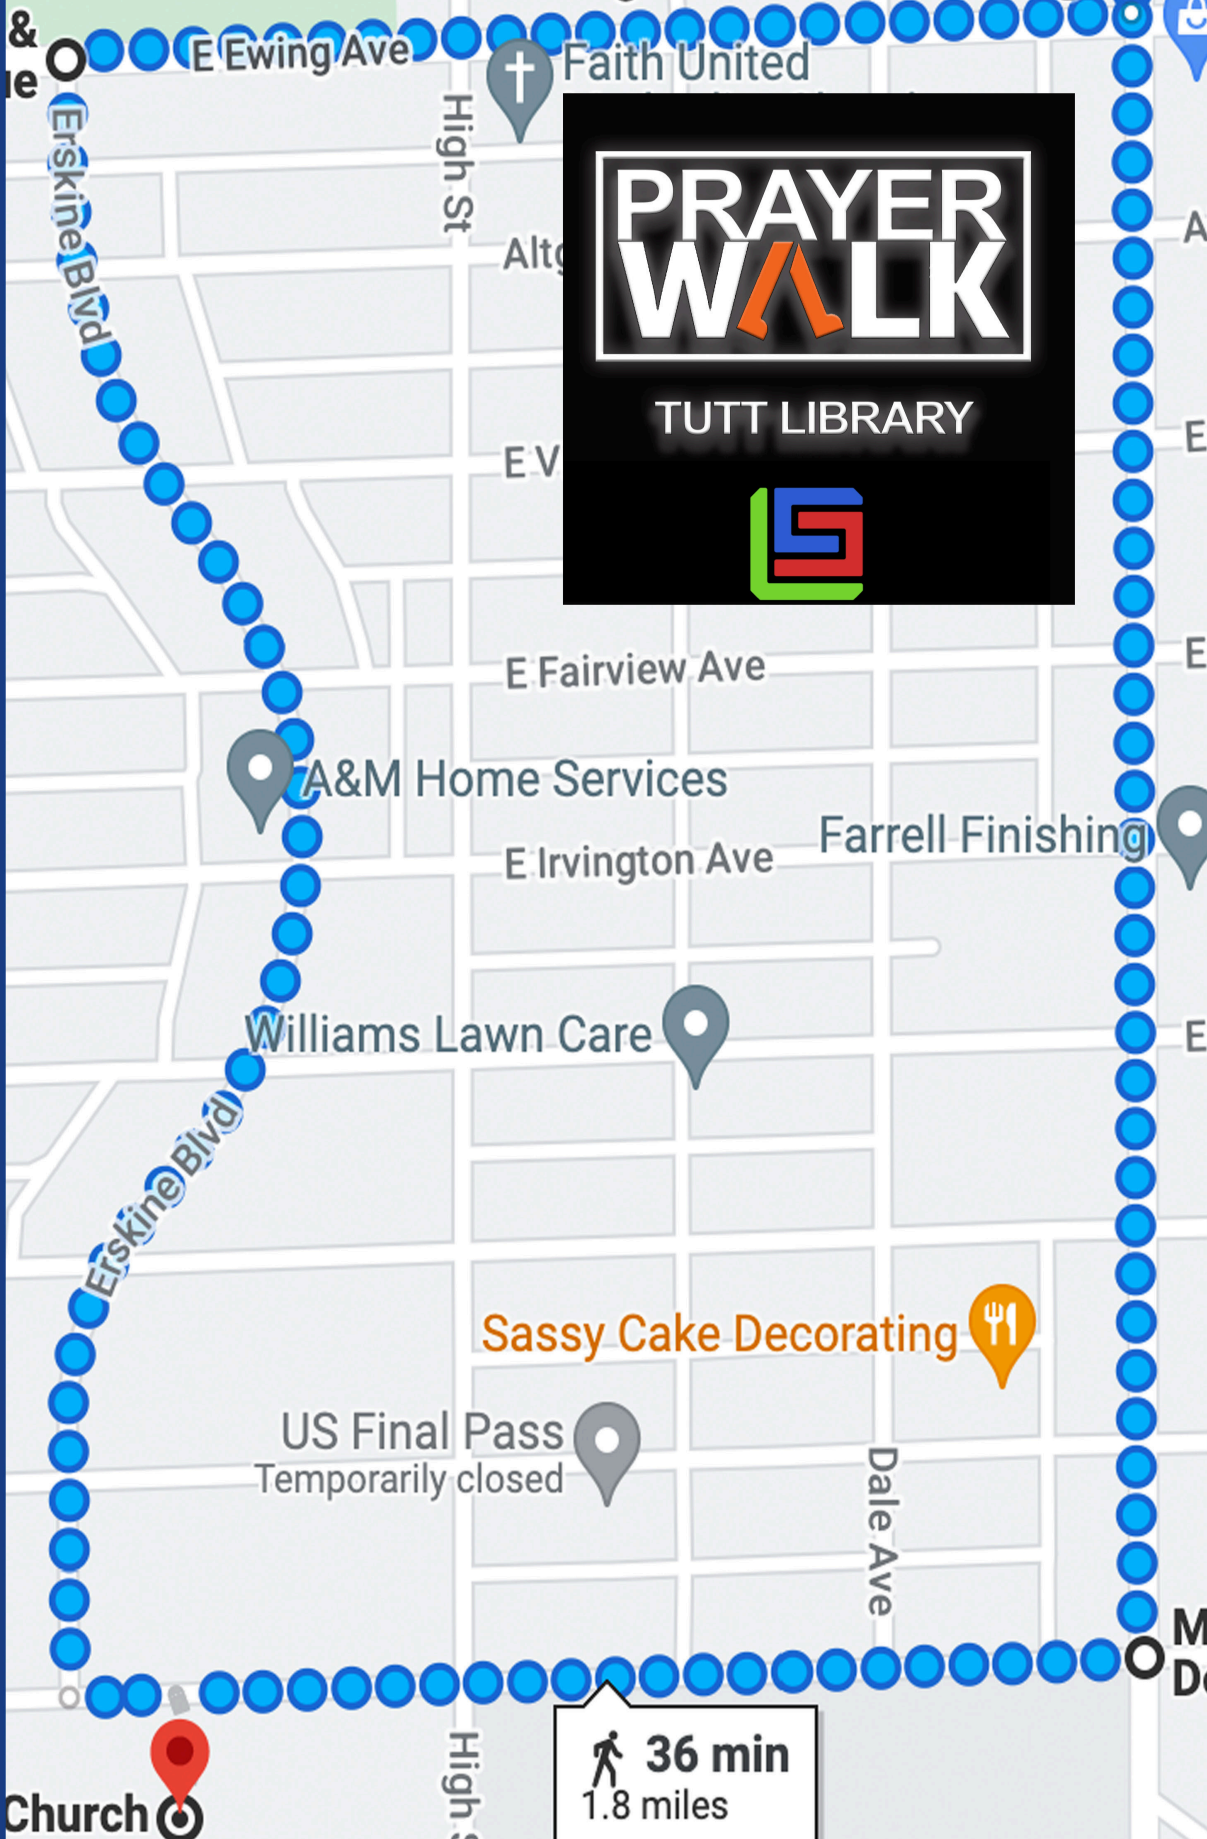 &
E Ewing Ave
Faith United
Erskine Blvd
High St
PRAYER
WALK
Altg
TUTT LIBRARY
E V
E
E Fairview Ave
E
A&M Home Services
Farrell Finishing
E Irvington Ave
Williams Lawn Care
E
Erskine Blvd
Sassy Cake Decorating
US Final Pass
Temporarily closed
Dale Ave
M
De
High S
36 min
1.8 miles
Church